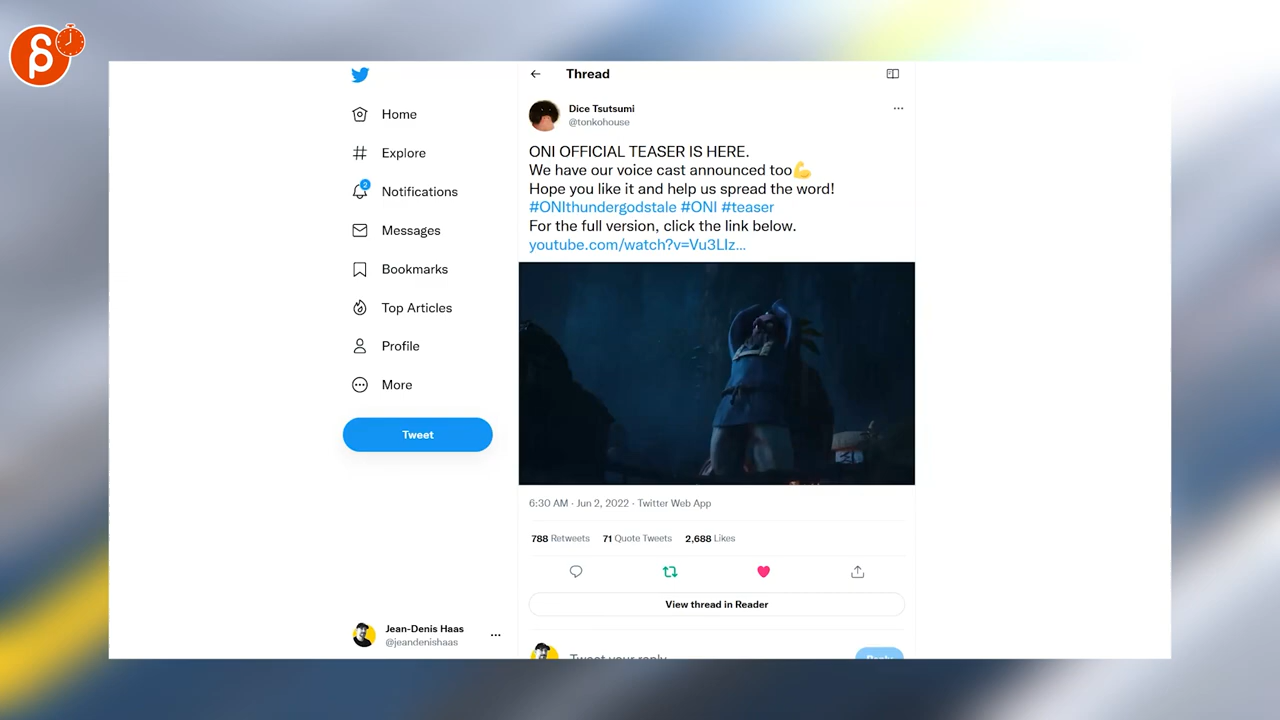 Thread
Dice Tsutsumi
@tonkohouse
ONI OFFICIAL TEASER IS HERE.
We have our voice cast announced too💪
Hope you like it and help us spread the word!
#ONIthundergodstale #ONI #teaser
For the full version, click the link below.
youtube.com/watch?v=Vu3LIz...
6:30 AM · Jun 2, 2022 · Twitter Web App
788 Retweets 71 Quote Tweets 2,688 Likes
View thread in Reader
Tweet your reply
Reply
Home
Explore
2
Notifications
Messages
Bookmarks
Top Articles
Profile
More
Tweet
Jean-Denis Haas
@jeandenishaas